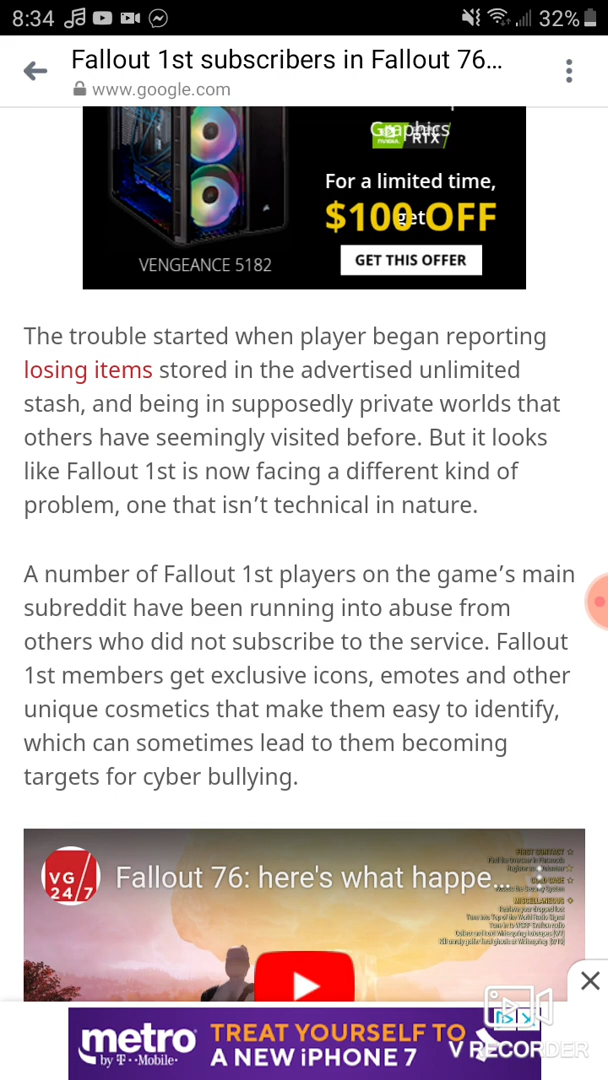 8:34
32%
Fallout 1st subscribers in Fallout 76...
www.google.com
Graphics
NVIDIA RTX
For a limited time,
get
$100 OFF
VENGEANCE 5182
GET THIS OFFER
The trouble started when player began reporting
losing items stored in the advertised unlimited
stash, and being in supposedly private worlds that
others have seemingly visited before. But it looks
like Fallout 1st is now facing a different kind of
problem, one that isn't technical in nature.
A number of Fallout 1st players on the game's main
subreddit have been running into abuse from
others who did not subscribe to the service. Fallout
1st members get exclusive icons, emotes and other
unique cosmetics that make them easy to identify,
which can sometimes lead to them becoming
targets for cyber bullying.
VG
24/7
Fallout 76: here's what happe...
FIRST CONTACT
MISCELLANEOUS
metro
by T-Mobile
TREAT YOURSELF TO
A NEW iPHONE 7
V RECORDER